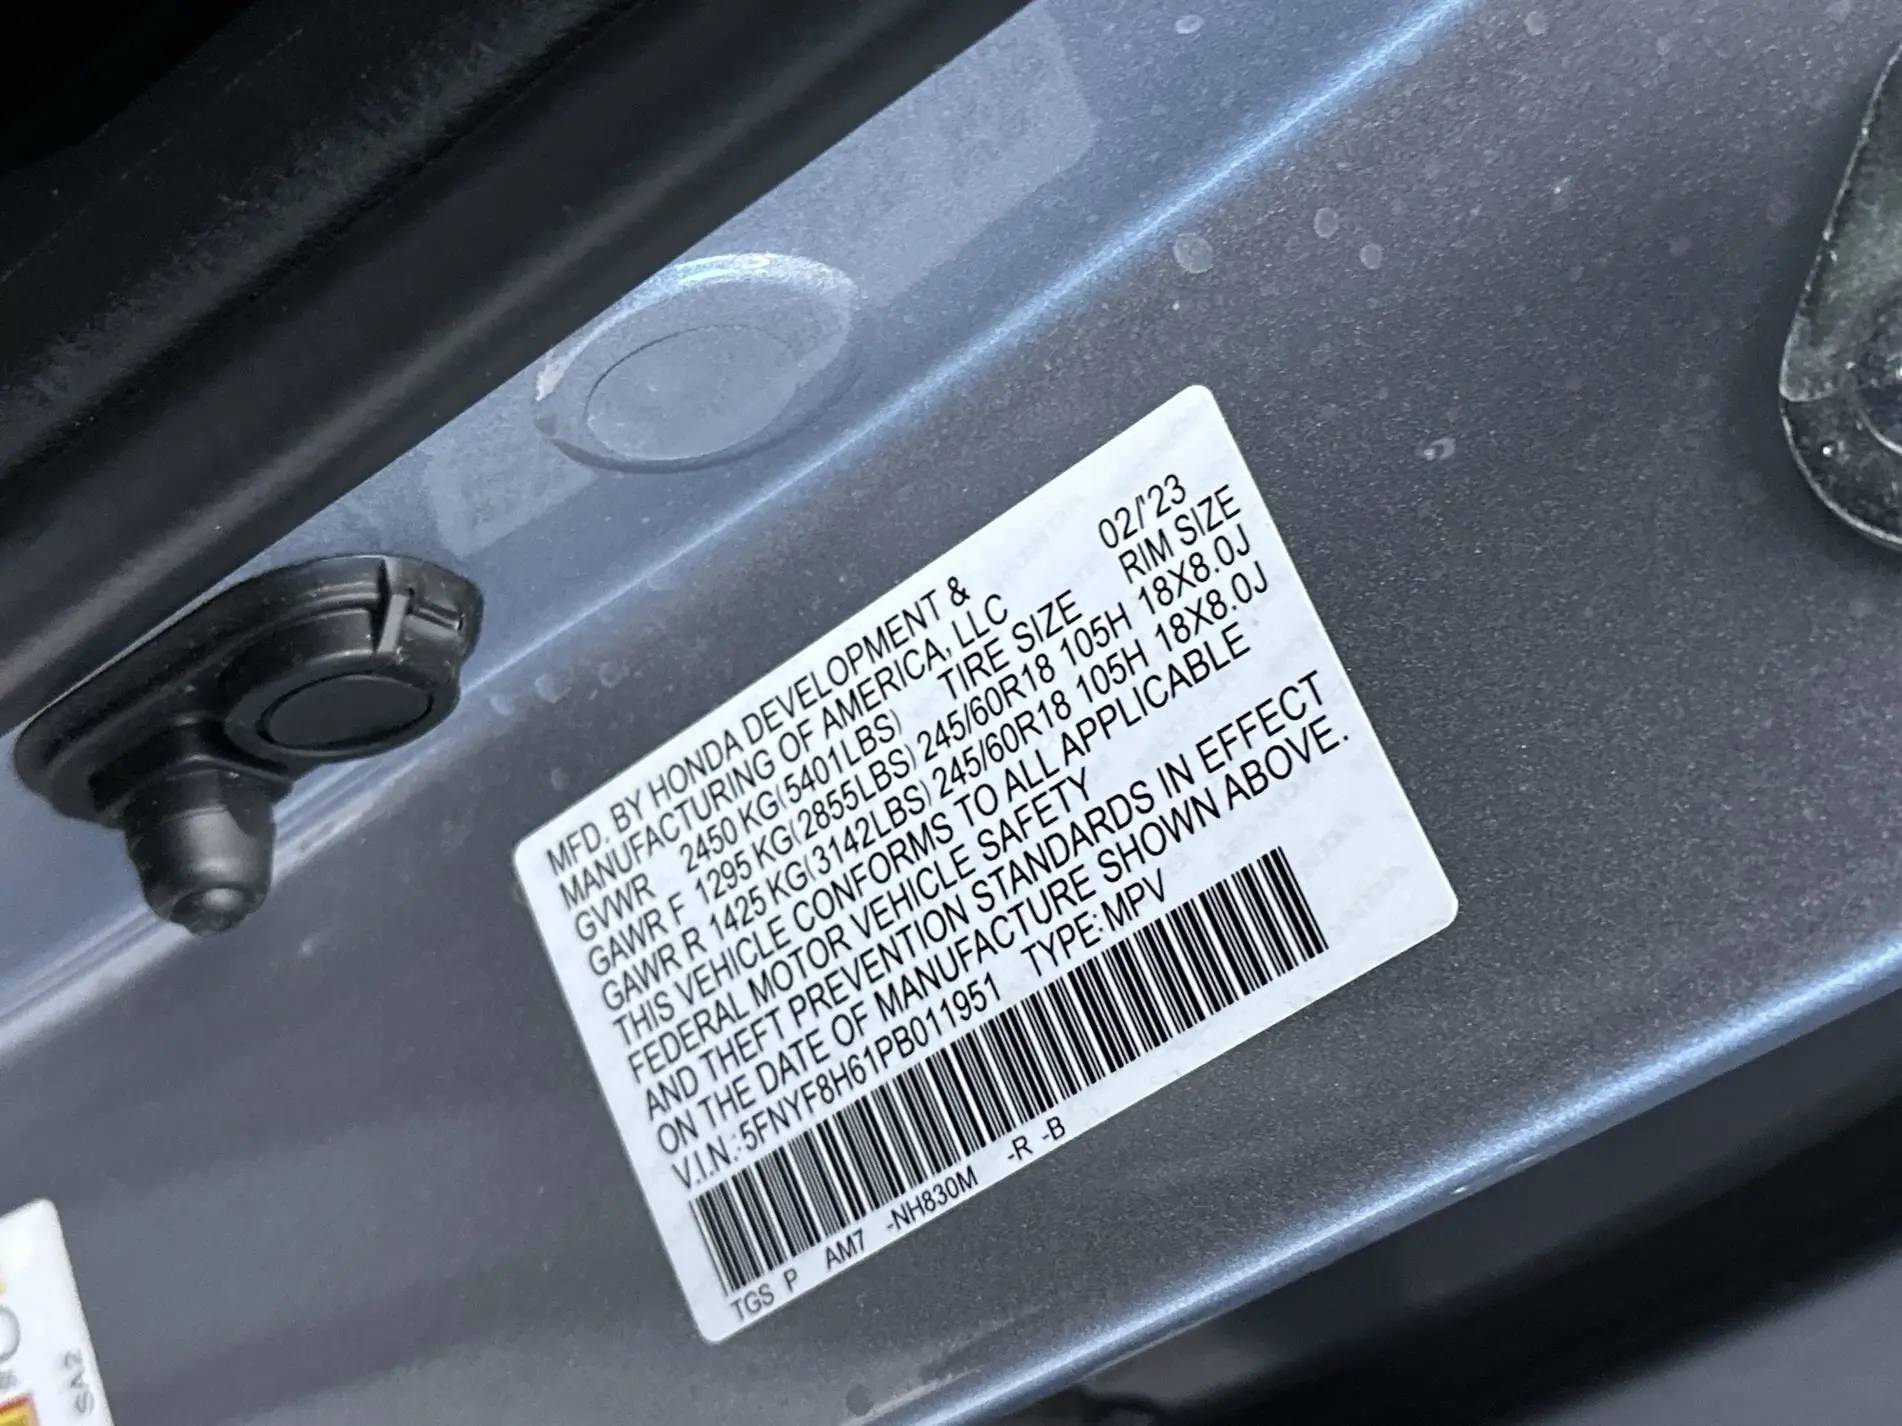 MFD. BY HONDA DEVELOPMENT &
MANUFACTURING OF AMERICA, LLC 02/'23
GVWR 2450 KG(5401LBS) TIRE SIZE RIM SIZE
GAWR F 1295 KG(2855LBS) 245/60R18 105H 18X8.0J
GAWR R 1425 KG(3142LBS) 245/60R18 105H 18X8.0J
THIS VEHICLE CONFORMS TO ALL APPLICABLE
FEDERAL MOTOR VEHICLE SAFETY
AND THEFT PREVENTION STANDARDS IN EFFECT
ON THE DATE OF MANUFACTURE SHOWN ABOVE.
V.I.N.:5FNYF8H61PB011951 TYPE:MPV
TGS P AM7 -NH830M -R -B
SA2